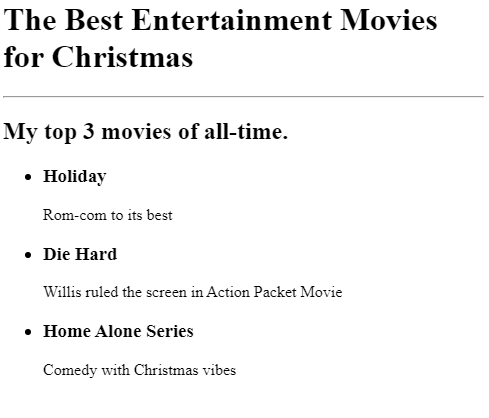 The Best Entertainment Movies
for Christmas
My top 3 movies of all-time.
Holiday
Rom-com to its best
Die Hard
Willis ruled the screen in Action Packet Movie
Home Alone Series
Comedy with Christmas vibes